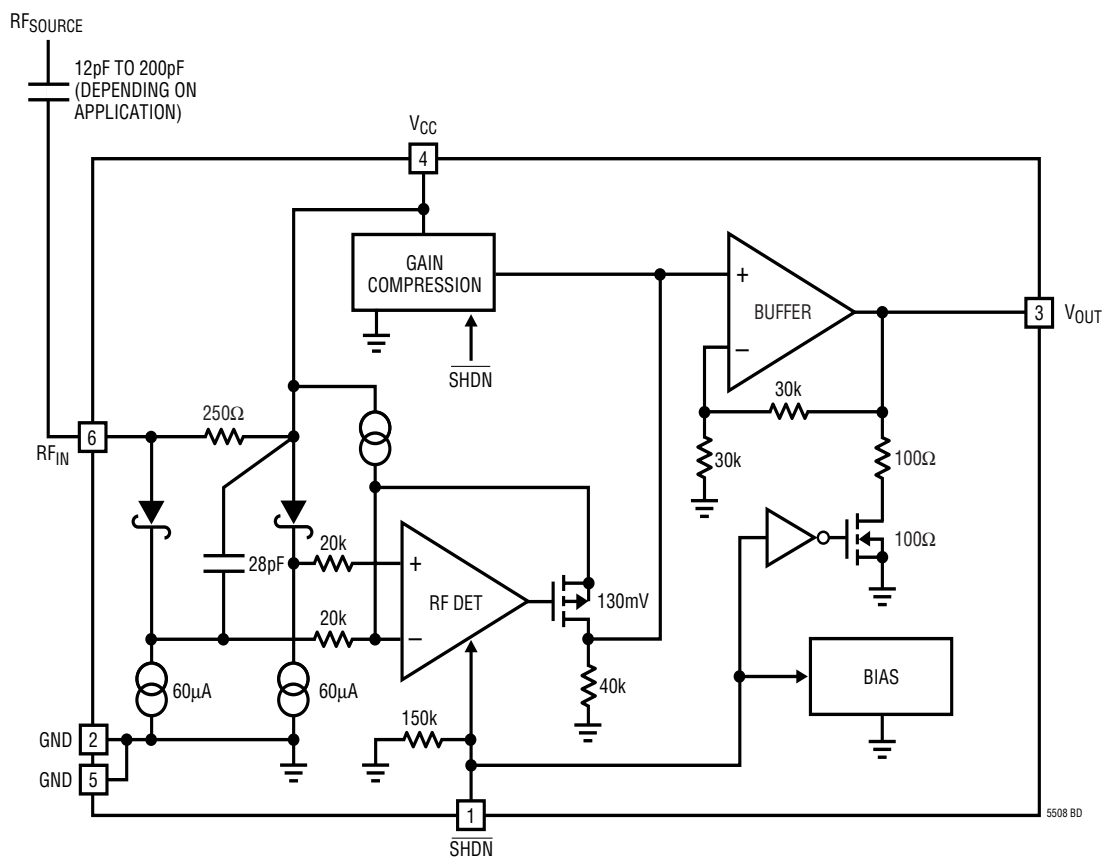 RFSOURCE
12pF TO 200pF
(DEPENDING ON
APPLICATION)
VCC
4
GAIN
COMPRESSION
SHDN
+
–
BUFFER
3
VOUT
30k
30k
100Ω
100Ω
250Ω
6
RFIN
28pF
20k
20k
+
–
RF DET
130mV
40k
60µA
60µA
150k
BIAS
GND
2
GND
5
1
SHDN
5508 BD